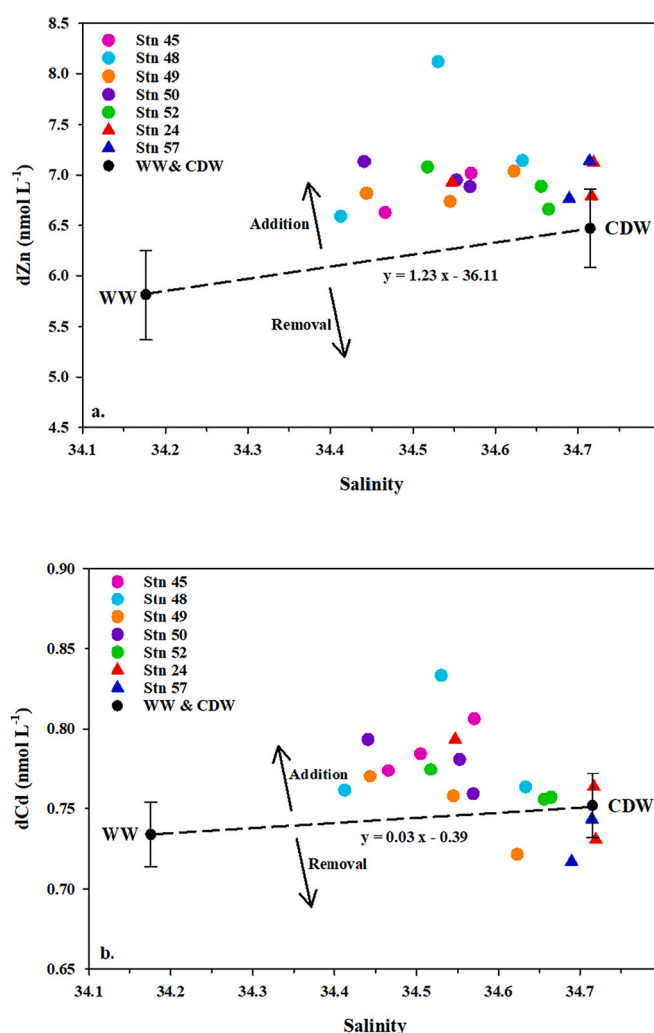 8.5
8.0
7.5
7.0
6.5
6.0
5.5
5.0
4.5
dZn (nmol L-1)
Stn 45
Stn 48
Stn 49
Stn 50
Stn 52
Stn 24
Stn 57
WW& CDW
Addition
CDW
WW
y = 1.23 x - 36.11
Removal
a.
34.1 34.2 34.3 34.4 34.5 34.6 34.7
Salinity
0.90
0.85
0.80
0.75
0.70
0.65
dCd (nmol L-1)
Stn 45
Stn 48
Stn 49
Stn 50
Stn 52
Stn 24
Stn 57
WW & CDW
Addition
CDW
WW
y = 0.03 x - 0.39
Removal
b.
34.1 34.2 34.3 34.4 34.5 34.6 34.7
Salinity